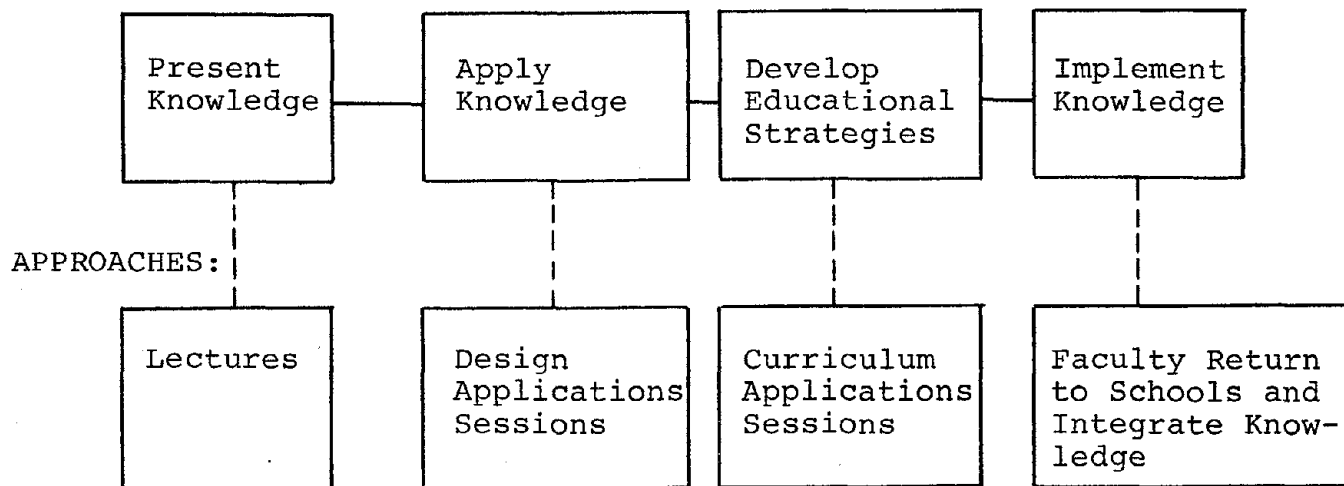 Present
Knowledge
Apply
Knowledge
Develop
Educational
Strategies
Implement
Knowledge
APPROACHES:
Lectures
Design
Applications
Sessions
Curriculum
Applications
Sessions
Faculty Return
to Schools and
Integrate Know-
ledge